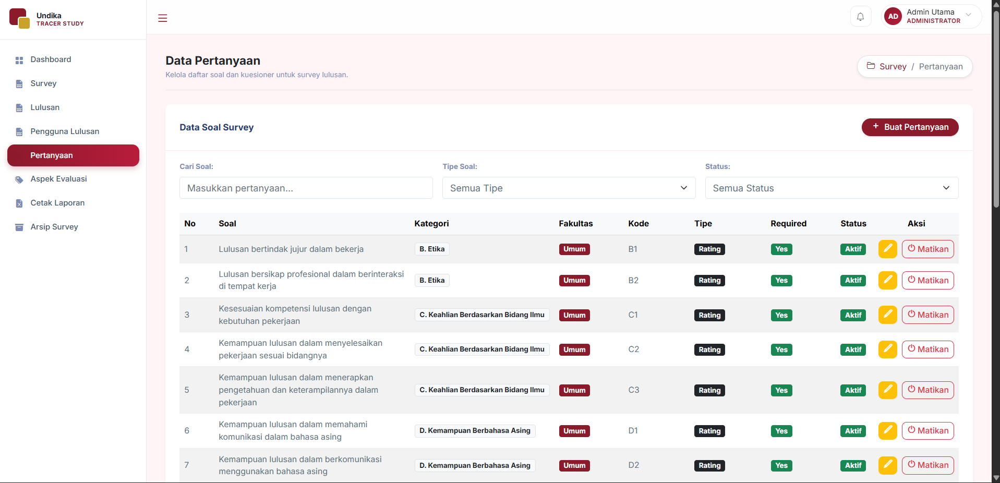 Undika
TRACER STUDY
Dashboard
Survey
Lulusan
Pengguna Lulusan
Pertanyaan
Aspek Evaluasi
Cetak Laporan
Arsip Survey
AD
Admin Utama
ADMINISTRATOR
Data Pertanyaan
Kelola daftar soal dan kuesioner untuk survey lulusan.
Survey / Pertanyaan
Data Soal Survey
+ Buat Pertanyaan
Cari Soal:
Masukkan pertanyaan...
Tipe Soal:
Semua Tipe
Status:
Semua Status
No Soal Kategori Fakultas Kode Tipe Required Status Aksi
1 Lulusan bertindak jujur dalam bekerja B. Etika Umum B1 Rating Yes Aktif Matikan
2 Lulusan bersikap profesional dalam berinteraksi
di tempat kerja B. Etika Umum B2 Rating Yes Aktif Matikan
3 Kesesuaian kompetensi lulusan dengan
kebutuhan pekerjaan C. Keahlian Berdasarkan Bidang Ilmu Umum C1 Rating Yes Aktif Matikan
4 Kemampuan lulusan dalam menyelesaikan
pekerjaan sesuai bidangnya C. Keahlian Berdasarkan Bidang Ilmu Umum C2 Rating Yes Aktif Matikan
5 Kemampuan lulusan dalam menerapkan
pengetahuan dan keterampilannya dalam
pekerjaan C. Keahlian Berdasarkan Bidang Ilmu Umum C3 Rating Yes Aktif Matikan
6 Kemampuan lulusan dalam memahami
komunikasi dalam bahasa asing D. Kemampuan Berbahasa Asing Umum D1 Rating Yes Aktif Matikan
7 Kemampuan lulusan dalam berkomunikasi
menggunakan bahasa asing D. Kemampuan Berbahasa Asing Umum D2 Rating Yes Aktif Matikan